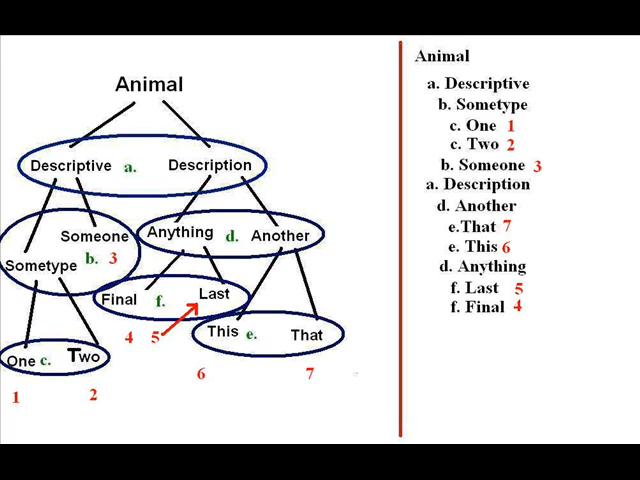 Animal
Descriptive a. Description
Someone
Anything d. Another
Sometype b. 3
Final f. Last
4 5
This e. That
One c. Two
6 7
1 2
Animal
a. Descriptive
b. Sometype
c. One 1
c. Two 2
b. Someone 3
a. Description
d. Another
e.That 7
e. This 6
d. Anything
f. Last 5
f. Final 4